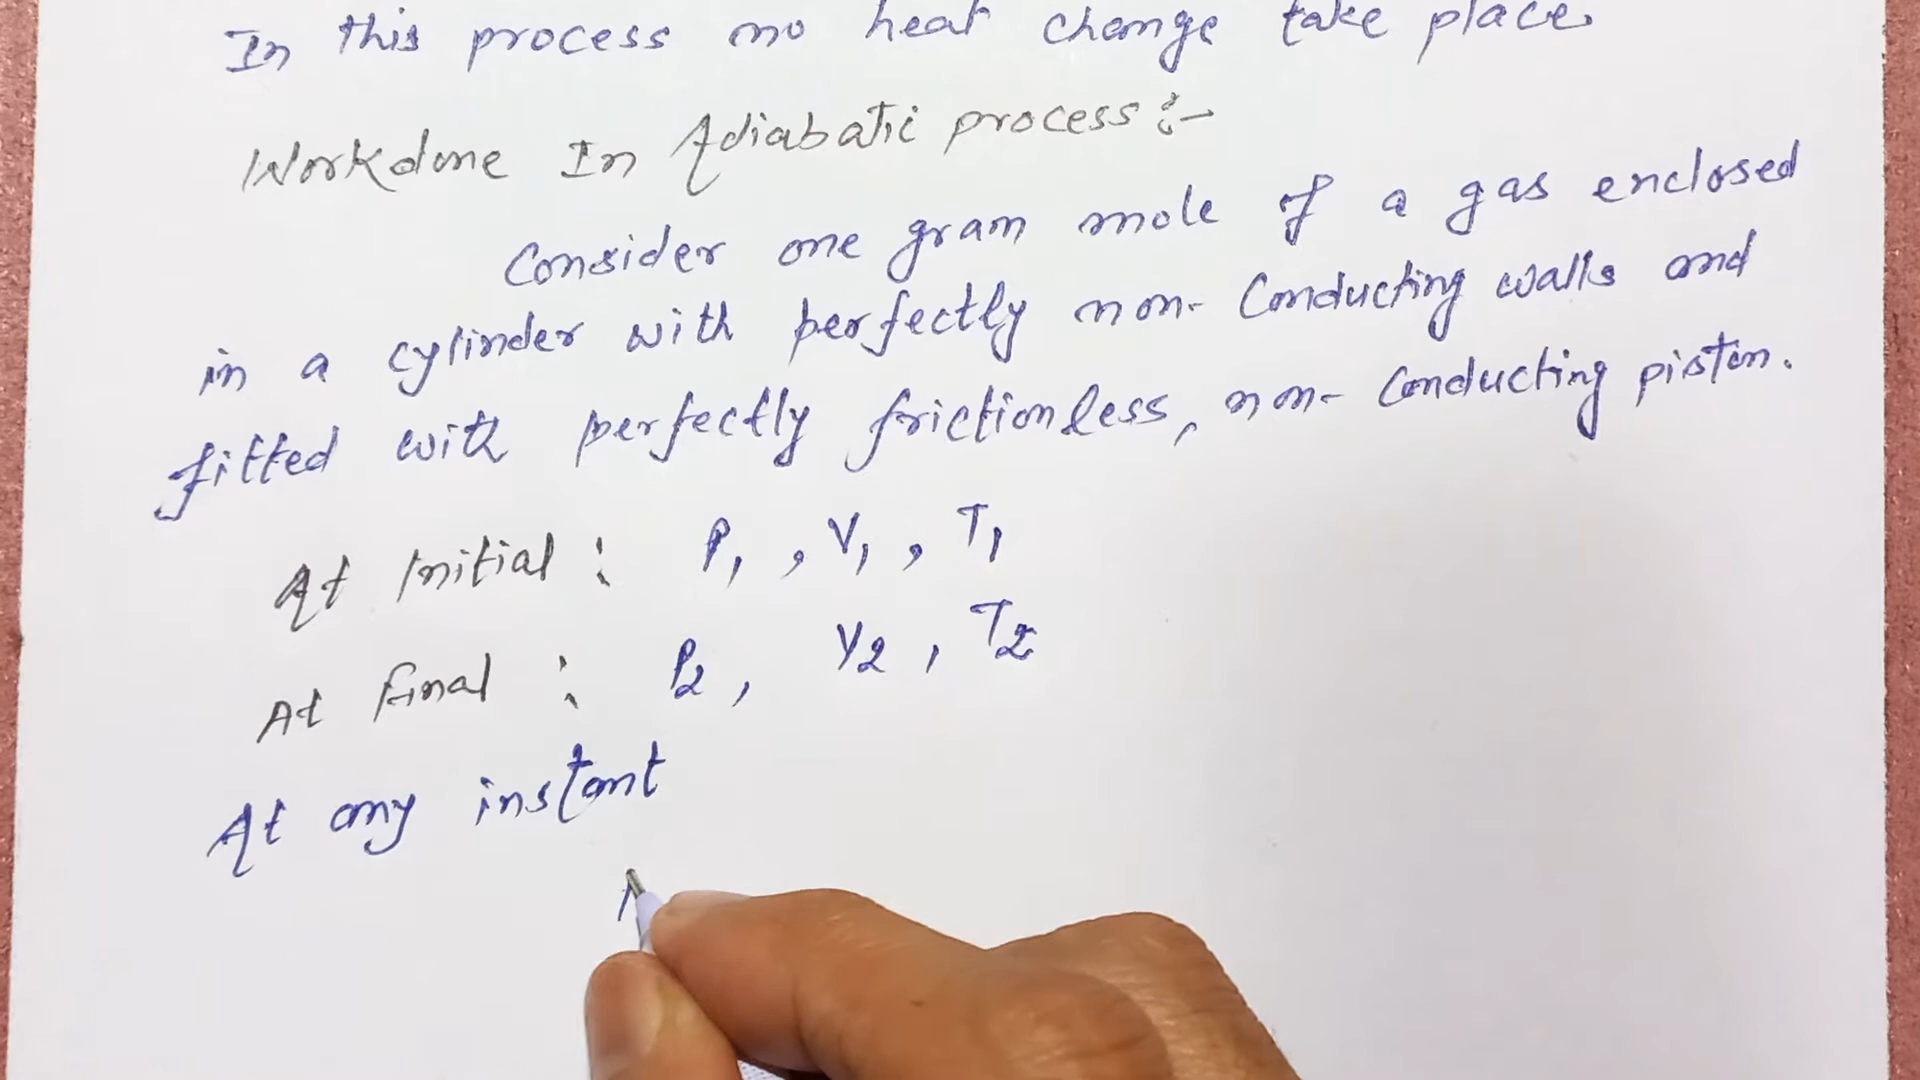 In this process no heat change take place
Workdone In Adiabatic process :-
Consider one gram mole of a gas enclosed
in a cylinder with perfectly non-Conducting walls and
fitted with perfectly frictionless, non-Conducting piston.
At Initial : P1 , V1 , T1
At final : P2 , V2 , T2
At any instant